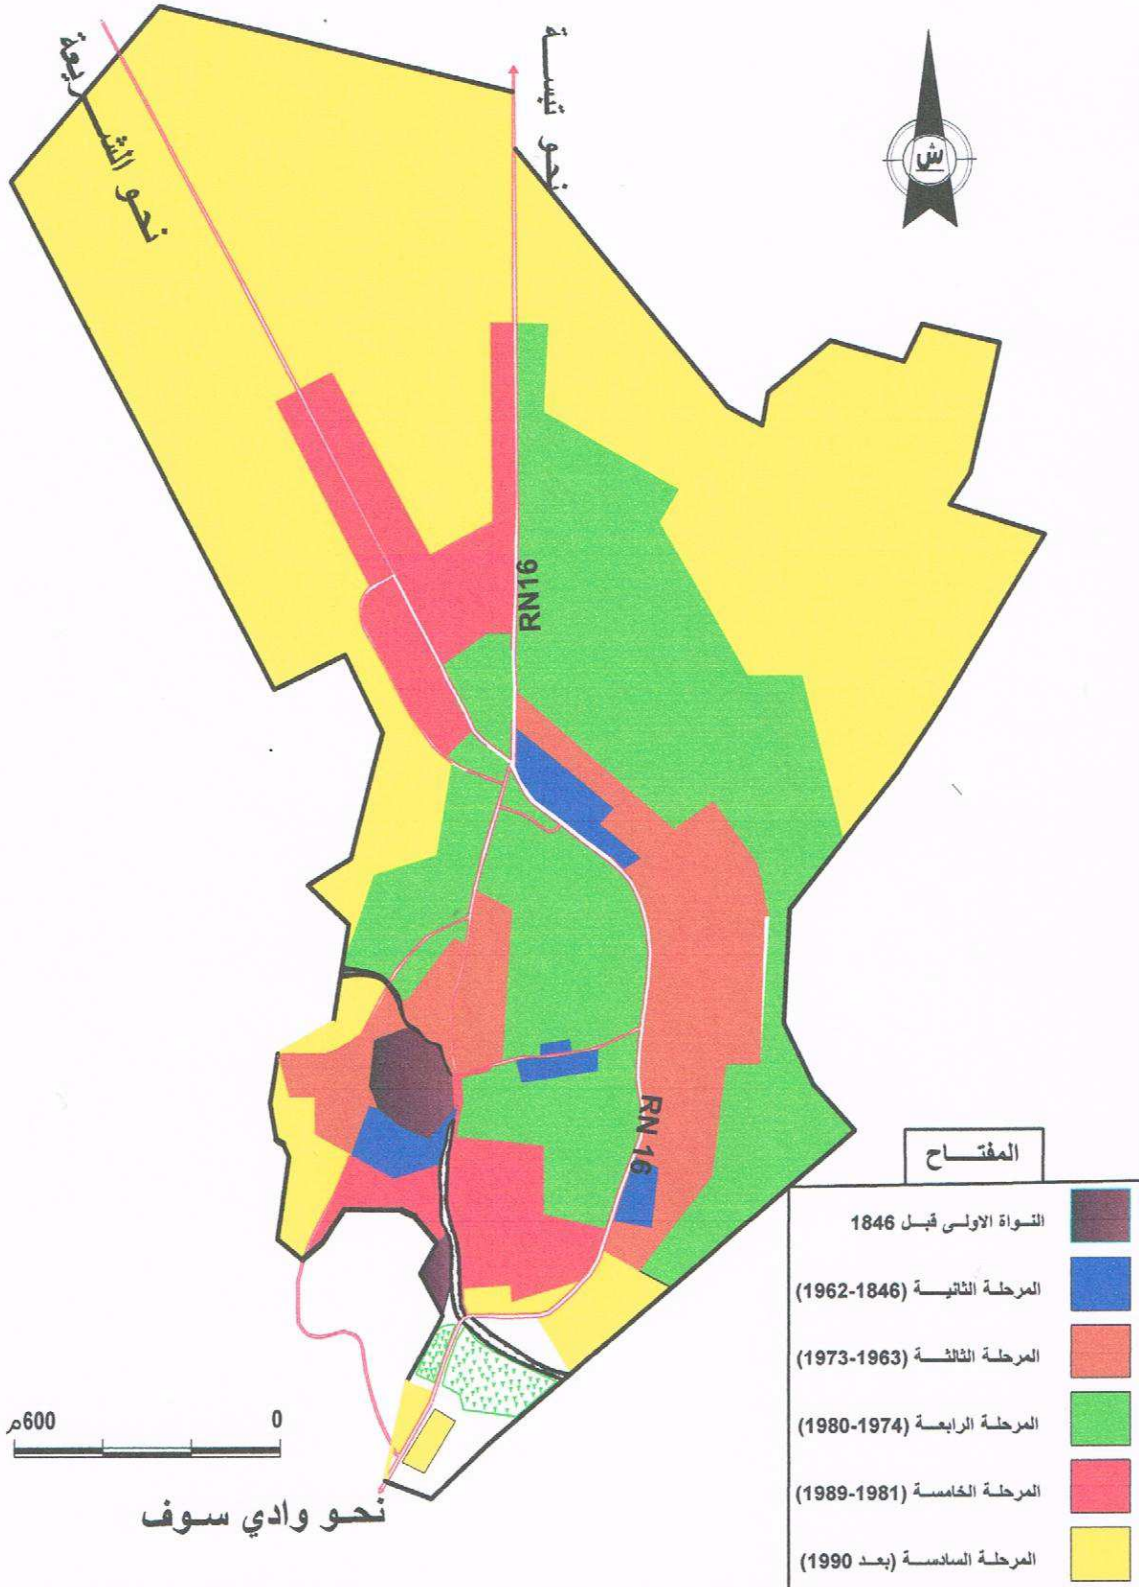 نحو الشريعة
نحو تبسة
ش
RN16
RN 16
المفتاح
النواة الاولى قبل 1846
المرحلة الثانية (1846-1962)
المرحلة الثالثة (1963-1973)
المرحلة الرابعة (1974-1980)
المرحلة الخامسة (1981-1989)
المرحلة السادسة (بعد 1990)
0
600م
نحو وادي سوف